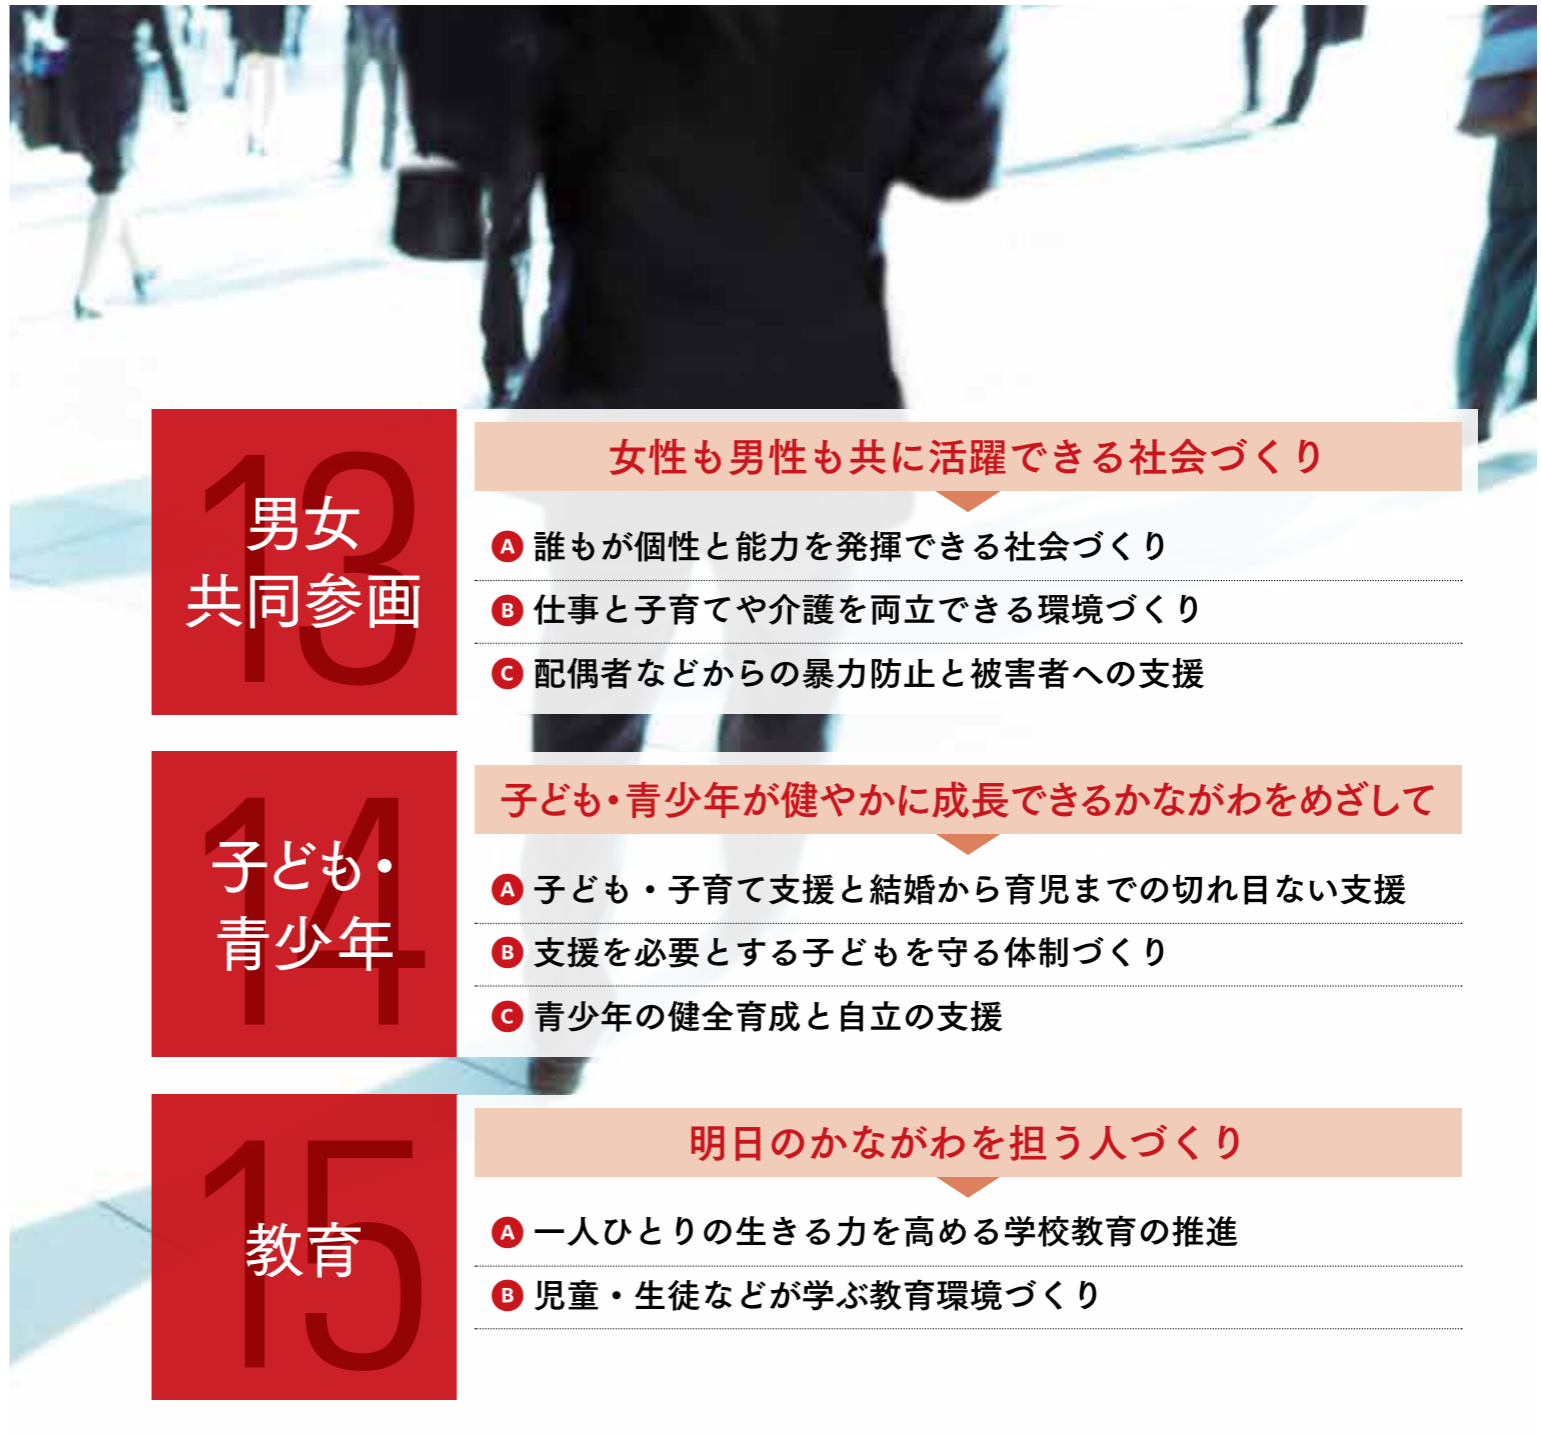 13
男女
共同参画
女性も男性も共に活躍できる社会づくり
A 誰もが個性と能力を発揮できる社会づくり
B 仕事と子育てや介護を両立できる環境づくり
C 配偶者などからの暴力防止と被害者への支援
14
子ども・
青少年
子ども・青少年が健やかに成長できるかながわをめざして
A 子ども・子育て支援と結婚から育児までの切れ目ない支援
B 支援を必要とする子どもを守る体制づくり
C 青少年の健全育成と自立の支援
15
教育
明日のかながわを担う人づくり
A 一人ひとりの生きる力を高める学校教育の推進
B 児童・生徒などが学ぶ教育環境づくり